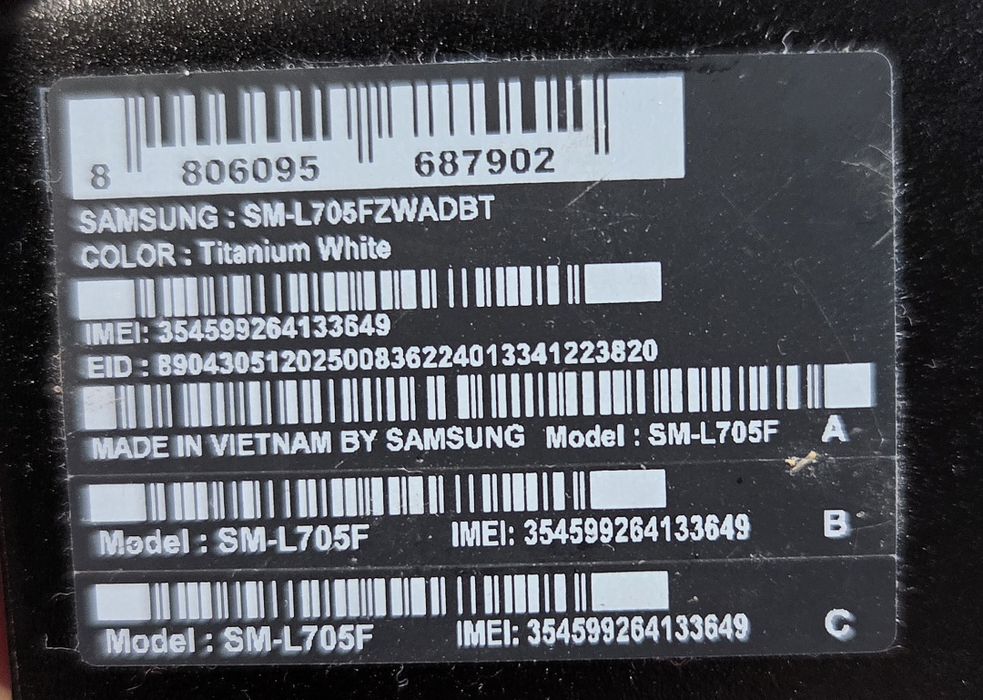 8 806095 687902
SAMSUNG : SM-L705FZWADBT
COLOR : Titanium White
IMEI: 354599264133649
EID : 89043051202500836224013341223820
MADE IN VIETNAM BY SAMSUNG Model : SM-L705F A
Model : SM-L705F IMEI: 354599264133649 B
Model : SM-L705F IMEI: 354599264133649 C